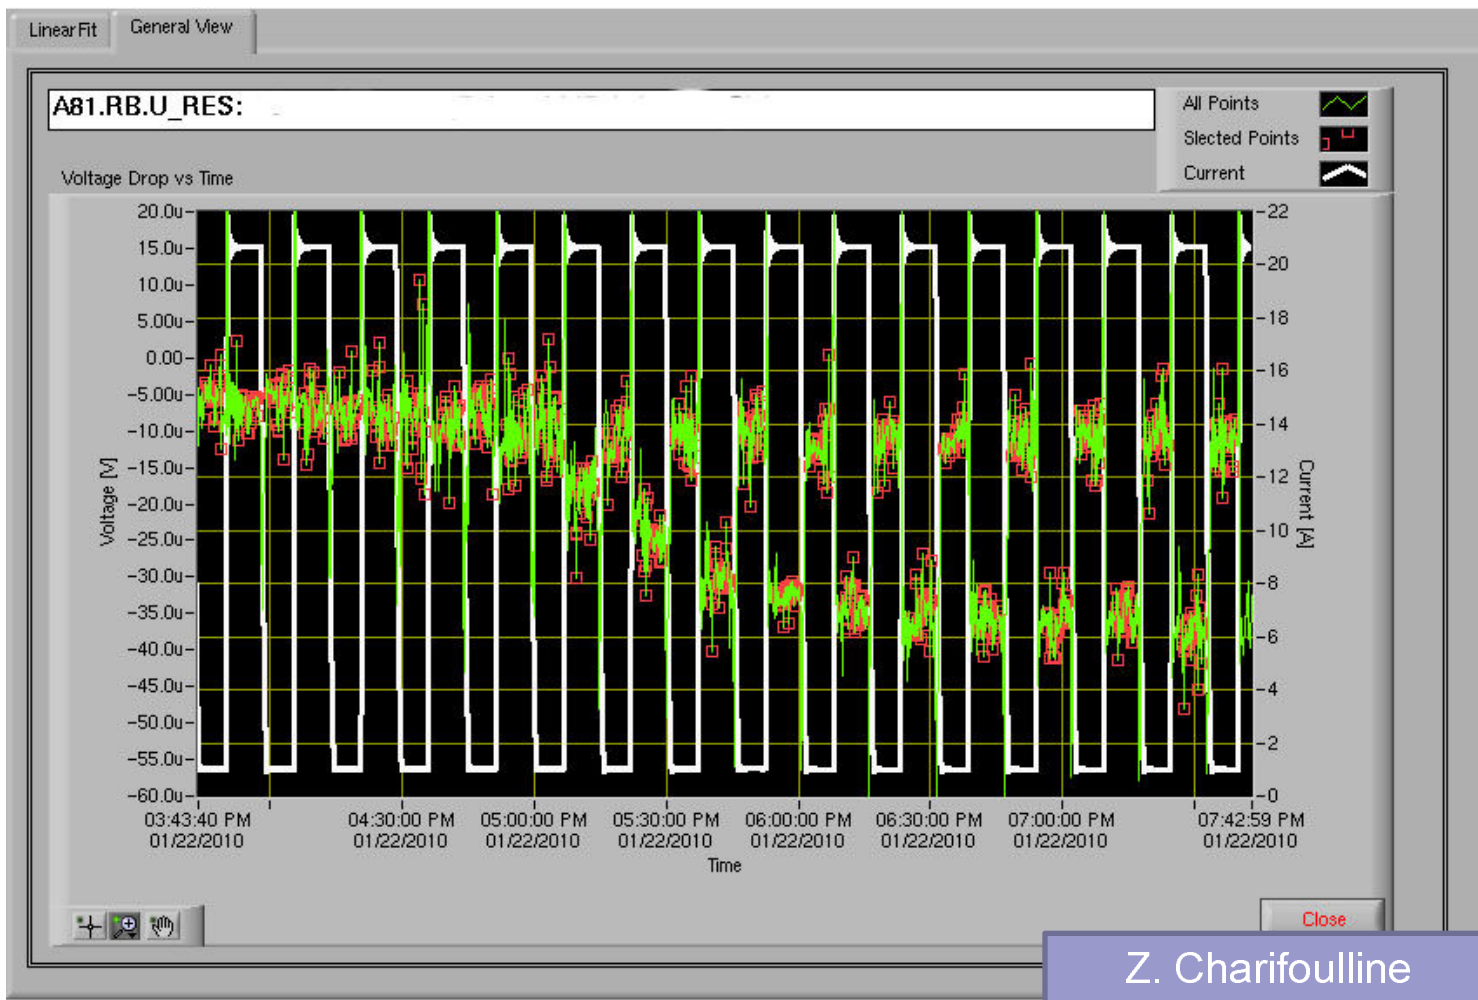 Linear Fit
General View
A81.RB.U_RES:
All Points
Slected Points
Current
Voltage Drop vs Time
20.0u
15.0u
10.0u
5.00u
0.00
-5.00u
-10.0u
-15.0u
-20.0u
-25.0u
-30.0u
-35.0u
-40.0u
-45.0u
-50.0u
-55.0u
-60.0u
Voltage [V]
22
20
18
16
14
12
10
8
6
4
2
0
Current [A]
03:43:40 PM 04:30:00 PM 05:00:00 PM 05:30:00 PM 06:00:00 PM 06:30:00 PM 07:00:00 PM 07:42:59 PM
01/22/2010 01/22/2010 01/22/2010 01/22/2010 01/22/2010 01/22/2010 01/22/2010 01/22/2010
Time
Close
Z. Charifoulline